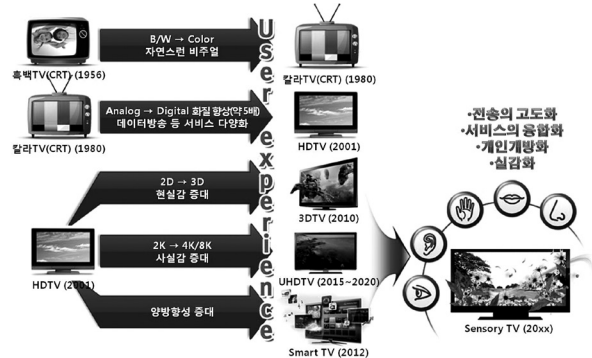 B/W → Color
자연스런 비주얼
흑백TV(CRT) (1956)
칼라TV(CRT) (1980)
Analog → Digital 화질 향상(약 5배)
데이터방송 등 서비스 다양화
칼라TV(CRT) (1980)
HDTV (2001)
2D → 3D
현실감 증대
3DTV (2010)
2K → 4K/8K
사실감 증대
HDTV (2001)
UHDTV (2015~2020)
양방향성 증대
Smart TV (2012)
User experience
•전송의 고도화
•서비스의 융합화
•개인개방화
•실감화
Sensory TV (20xx)